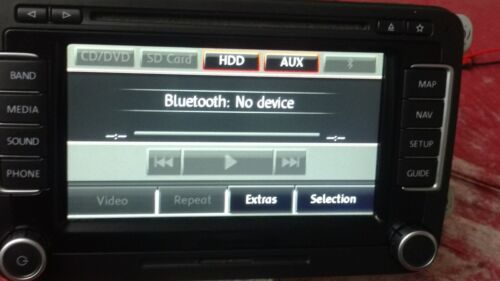 CD/DVD SD Card HDD AUX
BAND
MAP
Bluetooth: No device
MEDIA
NAV
--:-- --:--
SOUND
SETUP
PHONE
GUIDE
Video Repeat Extras Selection